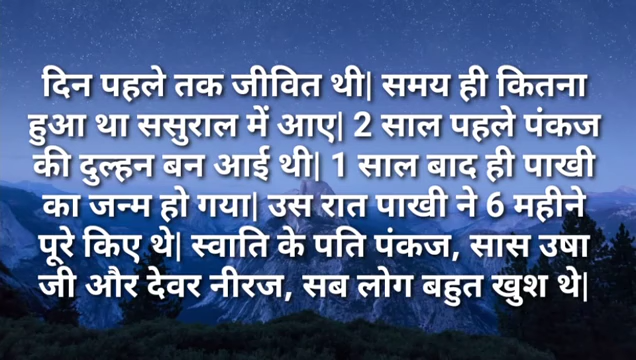 दिन पहले तक जीवित थी| समय ही कितना
हुआ था ससुराल में आए| 2 साल पहले पंकज
की दुल्हन बन आई थी| 1 साल बाद ही पाखी
का जन्म हो गया| उस रात पाखी ने 6 महीने
पूरे किए थे| स्वाति के पति पंकज, सास उषा
जी और देवर नीरज, सब लोग बहुत खुश थे|